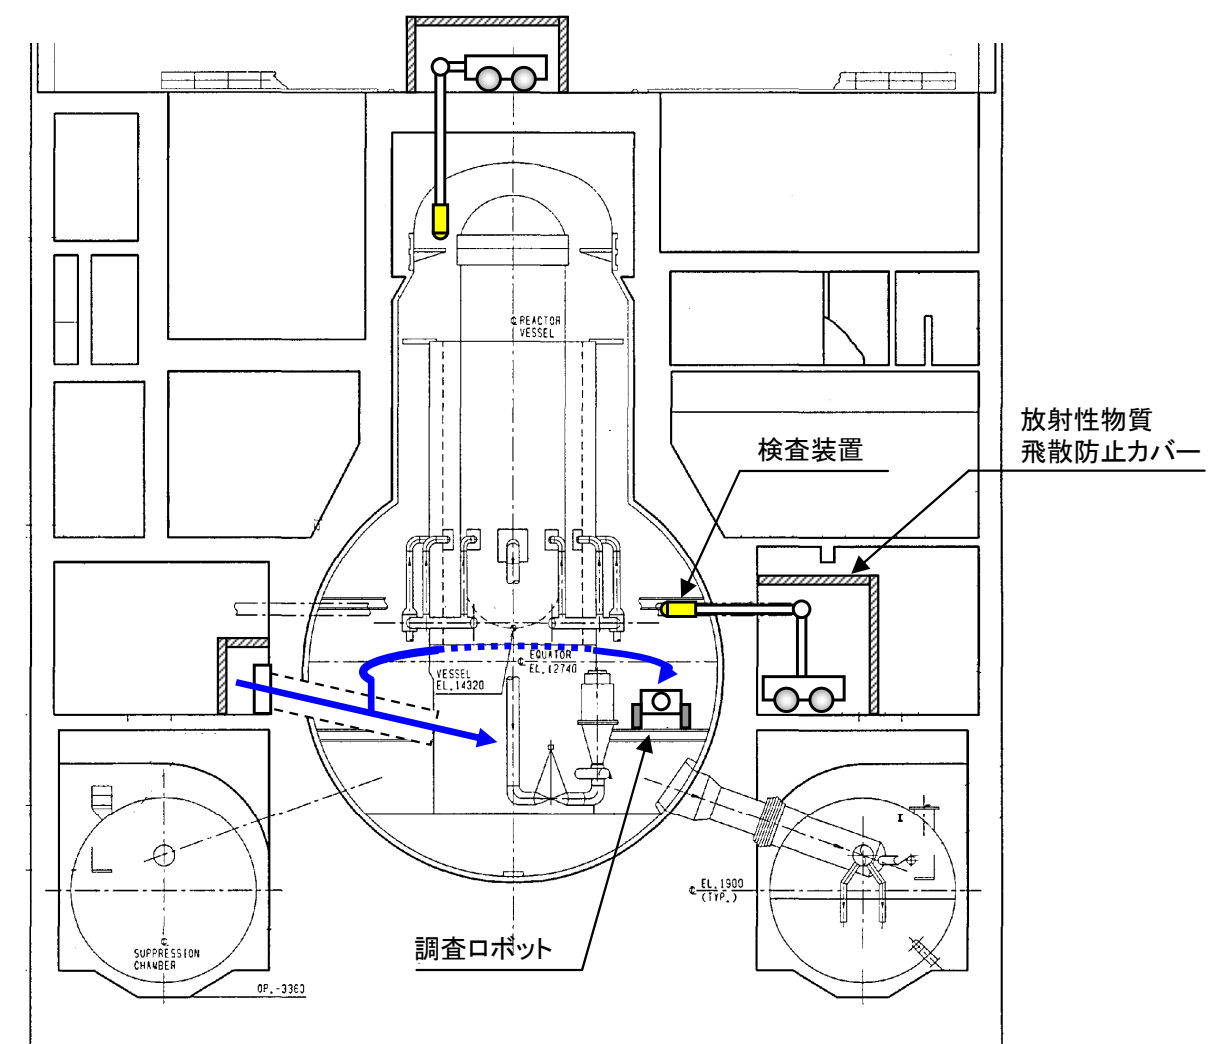 ℄ REACTOR
VESSEL
放射性物質
飛散防止カバー
検査装置
℄ EQUATOR
EL.12740
VESSEL
EL.14320
℄ EL.1900
(TYP.)
調査ロボット
℄
SUPPRESSION
CHAMBER
OP.-3360
I